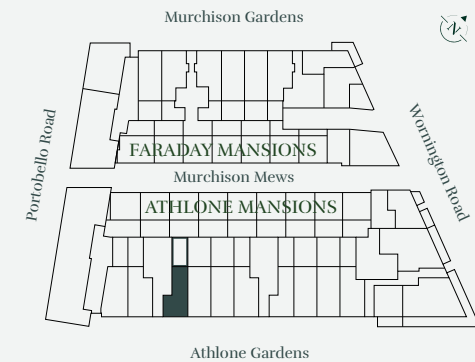 Murchison Gardens
N
Portobello Road
Wornington Road
FARADAY MANSIONS
Murchison Mews
ATHLONE MANSIONS
Athlone Gardens